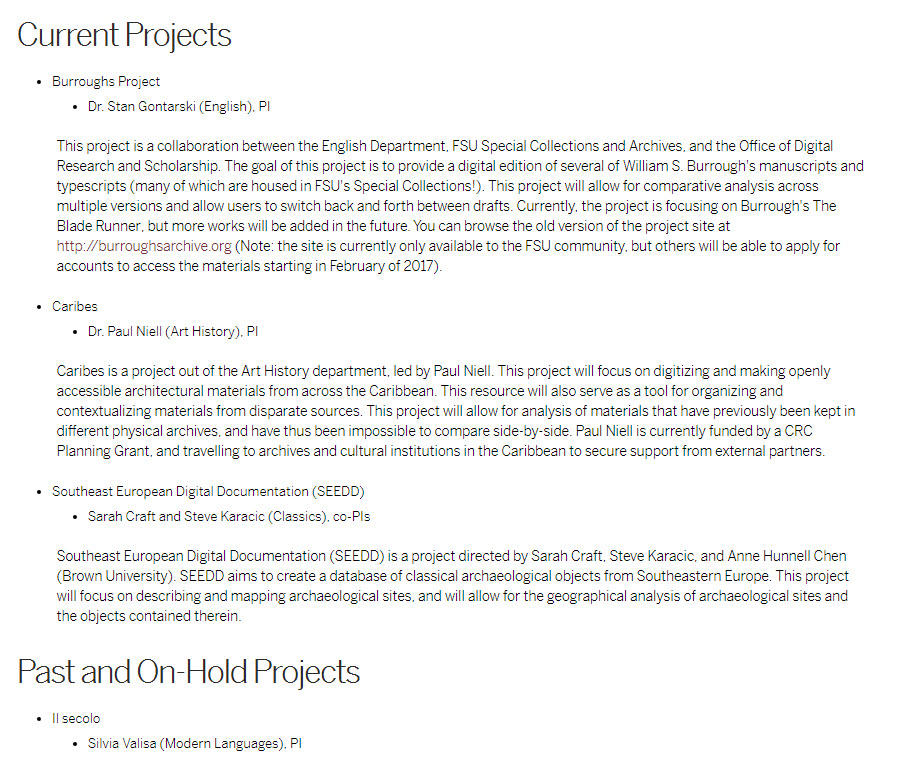 Current Projects
Burroughs Project
Dr. Stan Gontarski (English), PI
This project is a collaboration between the English Department, FSU Special Collections and Archives, and the Office of Digital
Research and Scholarship. The goal of this project is to provide a digital edition of several of William S. Burrough's manuscripts and
typescripts (many of which are housed in FSU's Special Collections!). This project will allow for comparative analysis across
multiple versions and allow users to switch back and forth between drafts. Currently, the project is focusing on Burrough's The
Blade Runner, but more works will be added in the future. You can browse the old version of the project site at
http://burroughsarchive.org (Note: the site is currently only available to the FSU community, but others will be able to apply for
accounts to access the materials starting in February of 2017).
Caribes
Dr. Paul Niell (Art History), PI
Caribes is a project out of the Art History department, led by Paul Niell. This project will focus on digitizing and making openly
accessible architectural materials from across the Caribbean. This resource will also serve as a tool for organizing and
contextualizing materials from disparate sources. This project will allow for analysis of materials that have previously been kept in
different physical archives, and have thus been impossible to compare side-by-side. Paul Niell is currently funded by a CRC
Planning Grant, and travelling to archives and cultural institutions in the Caribbean to secure support from external partners.
Southeast European Digital Documentation (SEEDD)
Sarah Craft and Steve Karacic (Classics), co-PIs
Southeast European Digital Documentation (SEEDD) is a project directed by Sarah Craft, Steve Karacic, and Anne Hunnell Chen
(Brown University). SEEDD aims to create a database of classical archaeological objects from Southeastern Europe. This project
will focus on describing and mapping archaeological sites, and will allow for the geographical analysis of archaeological sites and
the objects contained therein.
Past and On-Hold Projects
Il secolo
Silvia Valisa (Modern Languages), PI